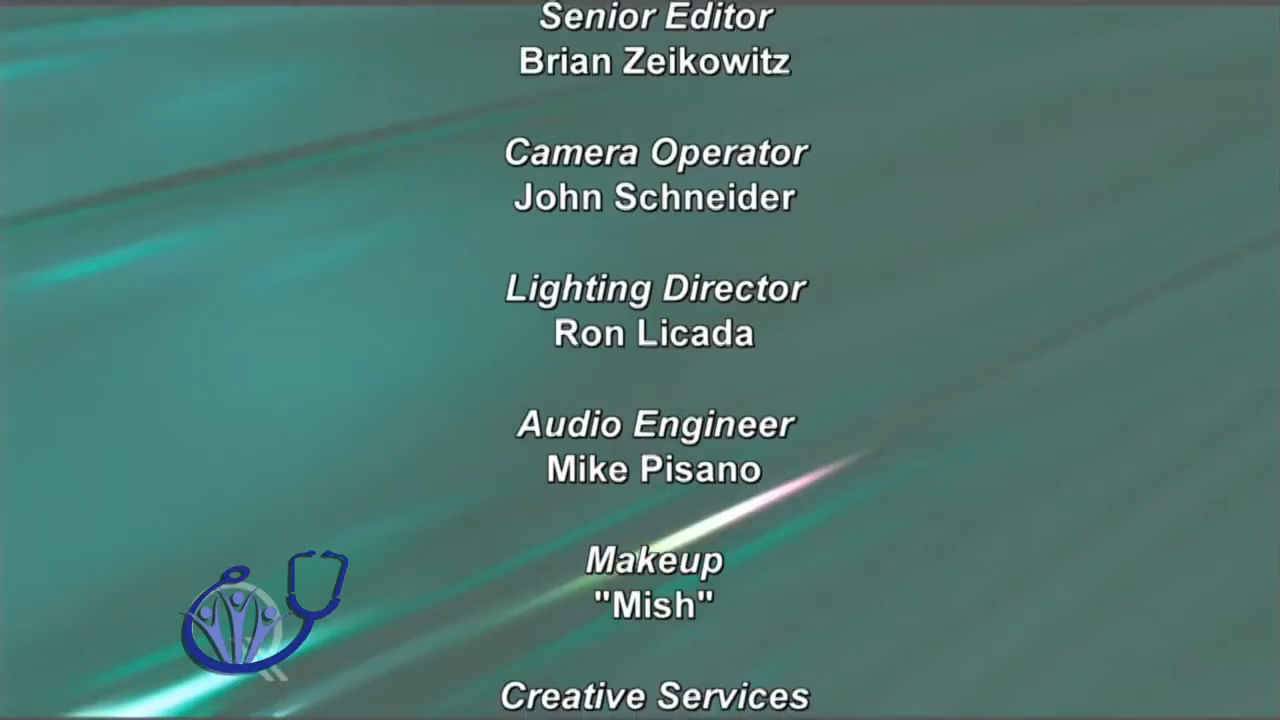 Senior Editor
Brian Zeikowitz
Camera Operator
John Schneider
Lighting Director
Ron Licada
Audio Engineer
Mike Pisano
Makeup
"Mish"
Creative Services